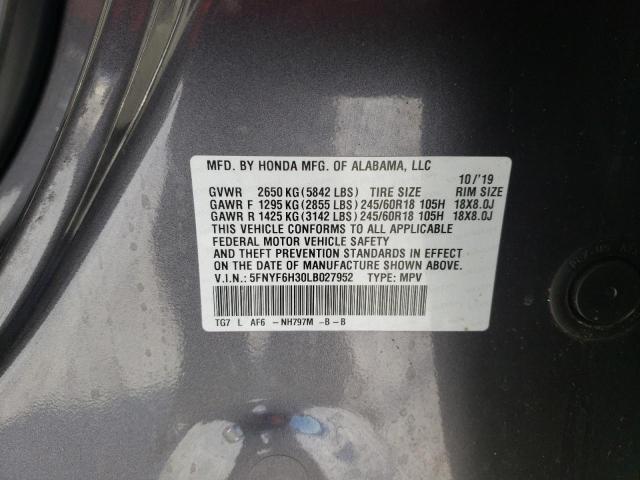 MFD. BY HONDA MFG. OF ALABAMA, LLC
10/'19
GVWR 2650 KG (5842 LBS) TIRE SIZE RIM SIZE
GAWR F 1295 KG (2855 LBS) 245/60R18 105H 18X8.0J
GAWR R 1425 KG (3142 LBS) 245/60R18 105H 18X8.0J
THIS VEHICLE CONFORMS TO ALL APPLICABLE
FEDERAL MOTOR VEHICLE SAFETY
AND THEFT PREVENTION STANDARDS IN EFFECT
ON THE DATE OF MANUFACTURE SHOWN ABOVE.
V.I.N.: 5FNYF6H30LB027952 TYPE: MPV
TG7 L AF6 -NH797M -B-B